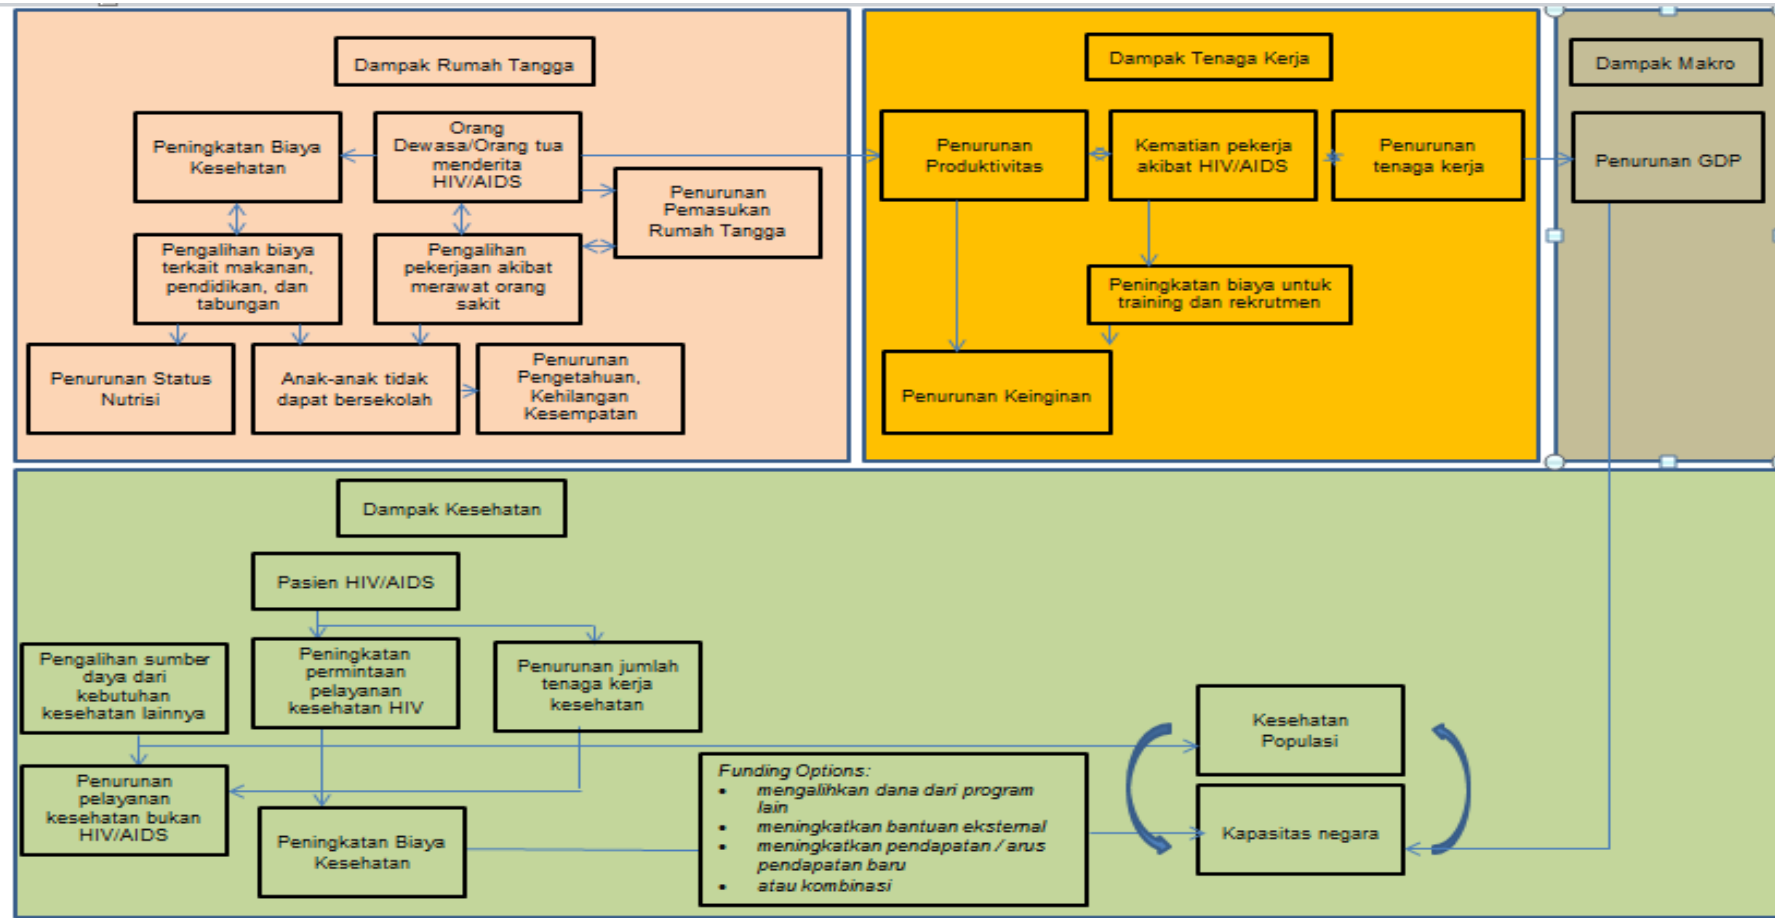 Dampak Rumah Tangga
Peningkatan Biaya
Kesehatan
Orang
Dewasa/Orang tua
menderita
HIV/AIDS
Penurunan
Pemasukan
Rumah Tangga
Pengalihan biaya
terkait makanan,
pendidikan, dan
tabungan
Pengalihan
pekerjaan akibat
merawat orang
sakit
Penurunan Status
Nutrisi
Anak-anak tidak
dapat bersekolah
Penurunan
Pengetahuan,
Kehilangan
Kesempatan
Dampak Tenaga Kerja
Penurunan
Produktivitas
Kematian pekerja
akibat HIV/AIDS
Penurunan
tenaga kerja
Peningkatan biaya untuk
training dan rekrutmen
Penurunan Keinginan
Dampak Makro
Penurunan GDP
Dampak Kesehatan
Pasien HIV/AIDS
Pengalihan sumber
daya dari
kebutuhan
kesehatan lainnya
Peningkatan
permintaan
pelayanan
kesehatan HIV
Penurunan jumlah
tenaga kerja
kesehatan
Penurunan
pelayanan
kesehatan bukan
HIV/AIDS
Peningkatan Biaya
Kesehatan
Funding Options:
• mengalihkan dana dari program
lain
• meningkatkan bantuan eksternal
• meningkatkan pendapatan / arus
pendapatan baru
• atau kombinasi
Kesehatan
Populasi
Kapasitas negara